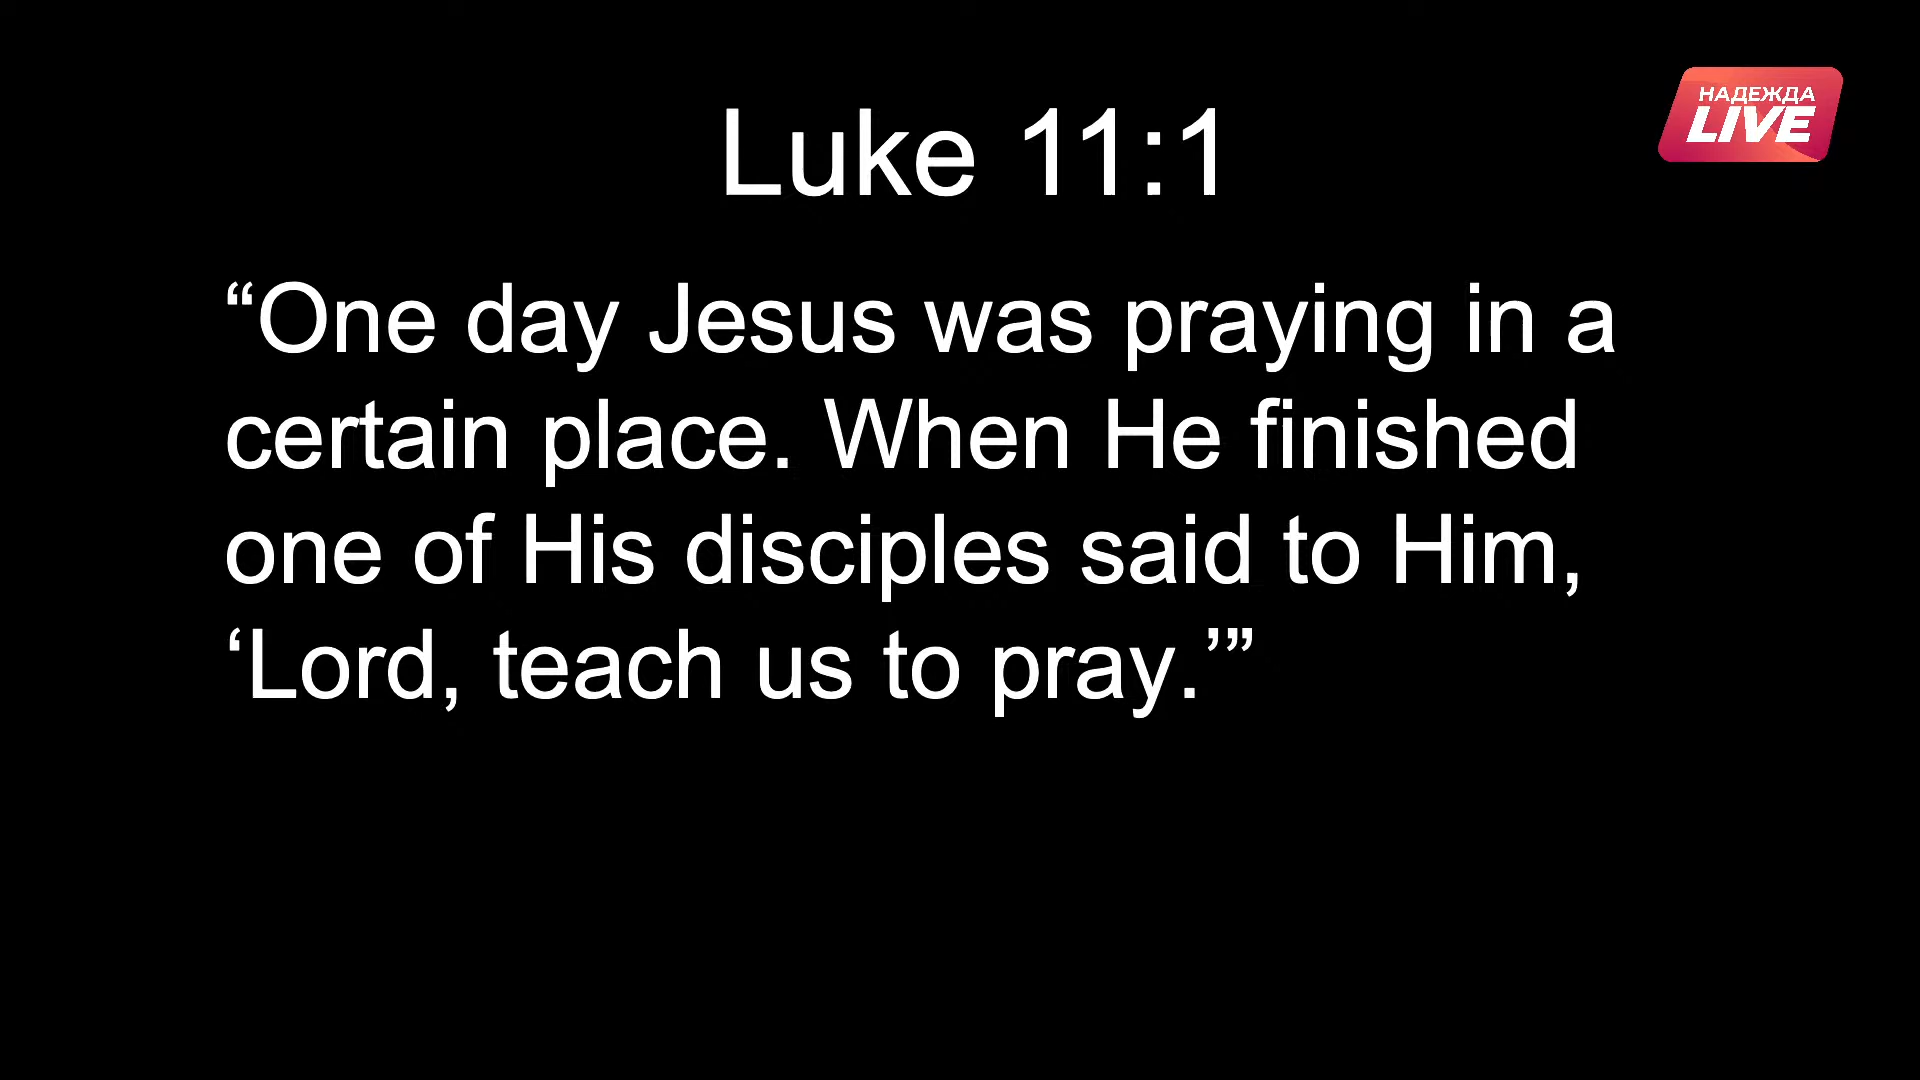 Luke 11:1
НАДЕЖДА
LIVE
“One day Jesus was praying in a
certain place. When He finished
one of His disciples said to Him,
‘Lord, teach us to pray.’”